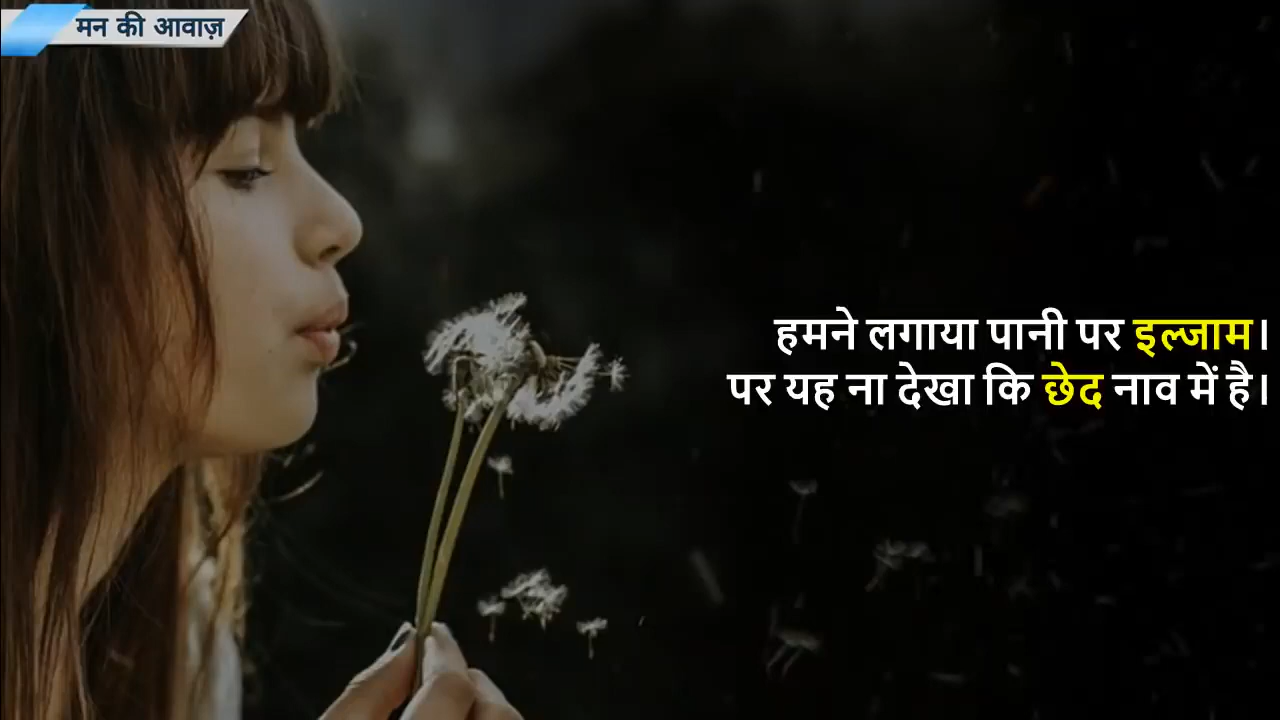 मन की आवाज़
हमने लगाया पानी पर इल्जाम।
पर यह ना देखा कि छेद नाव में है।